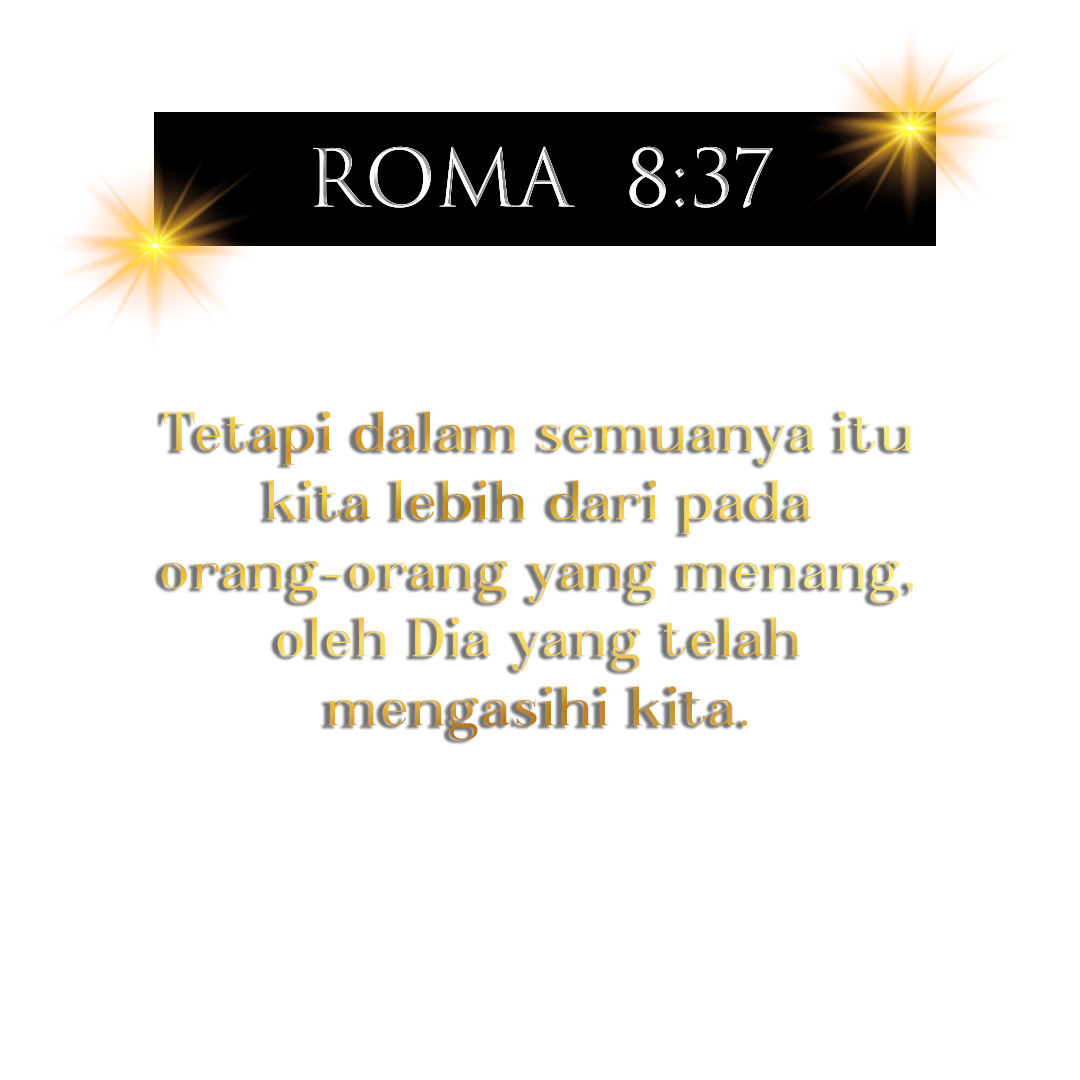 ROMA 8:37
Tetapi dalam semuanya itu
kita lebih dari pada
orang-orang yang menang,
oleh Dia yang telah
mengasihi kita.